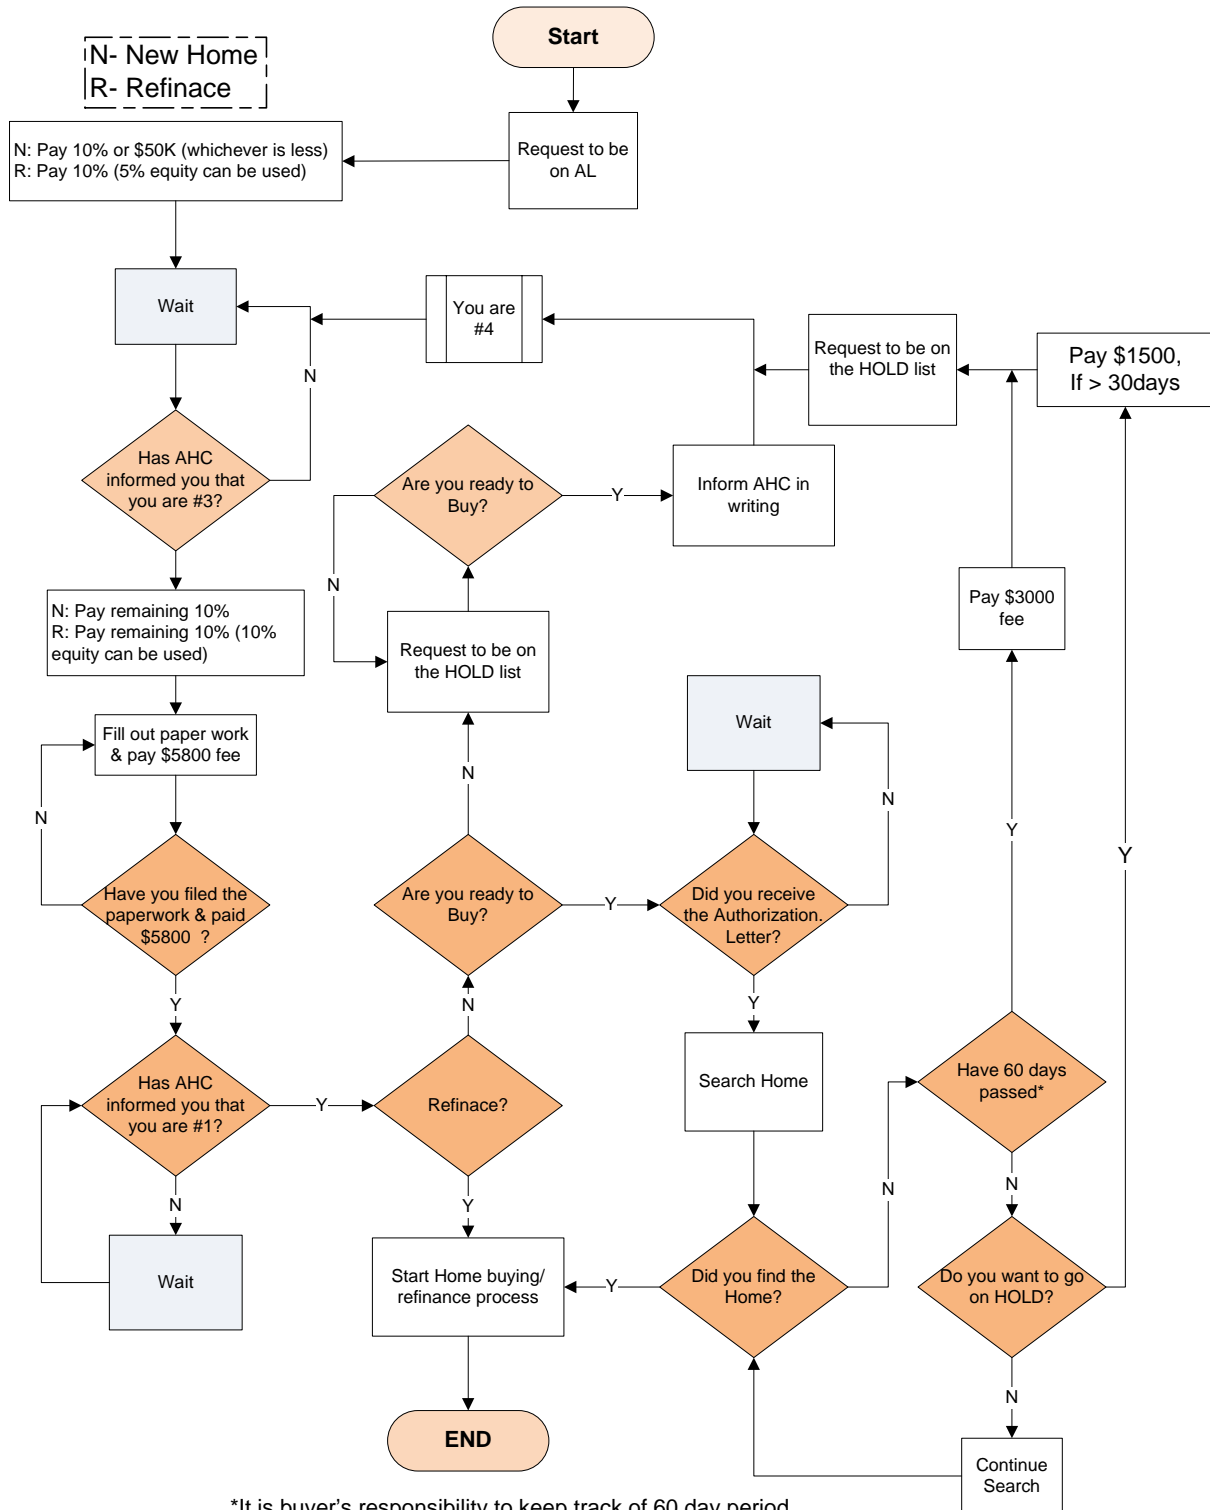 Start
N- New Home
R- Refinace
N: Pay 10% or $50K (whichever is less)
R: Pay 10% (5% equity can be used)
Request to be
on AL
Wait
You are
#4
Request to be on
the HOLD list
Pay $1500,
If > 30days
N
Has AHC
informed you that
you are #3?
Are you ready to
Buy?
Y
Inform AHC in
writing
N
N: Pay remaining 10%
R: Pay remaining 10% (10%
equity can be used)
Request to be on
the HOLD list
Pay $3000
fee
Fill out paper work
& pay $5800 fee
Wait
N
N
N
Y
Y
Have you filed the
paperwork & paid
$5800 ?
Are you ready to
Buy?
Y
Did you receive
the Authorization.
Letter?
Y
N
Y
Has AHC
informed you that
you are #1?
Y
Refinace?
Search Home
Have 60 days
passed*
N
Y
N
N
Wait
Start Home buying/
refinance process
Y
Did you find the
Home?
Do you want to go
on HOLD?
N
END
Continue
Search
*It is buyer's responsibility to keep track of 60 day period